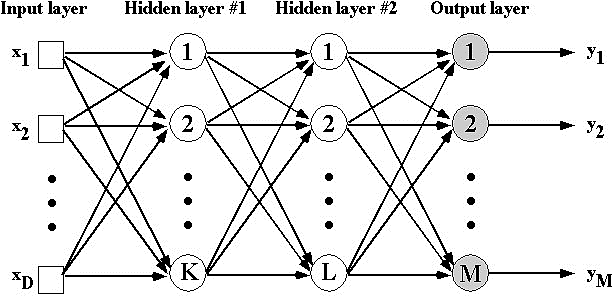 Input layer Hidden layer #1 Hidden layer #2 Output layer
x1 1 1 1 y1
x2 2 2 2 y2
xD K L M yM